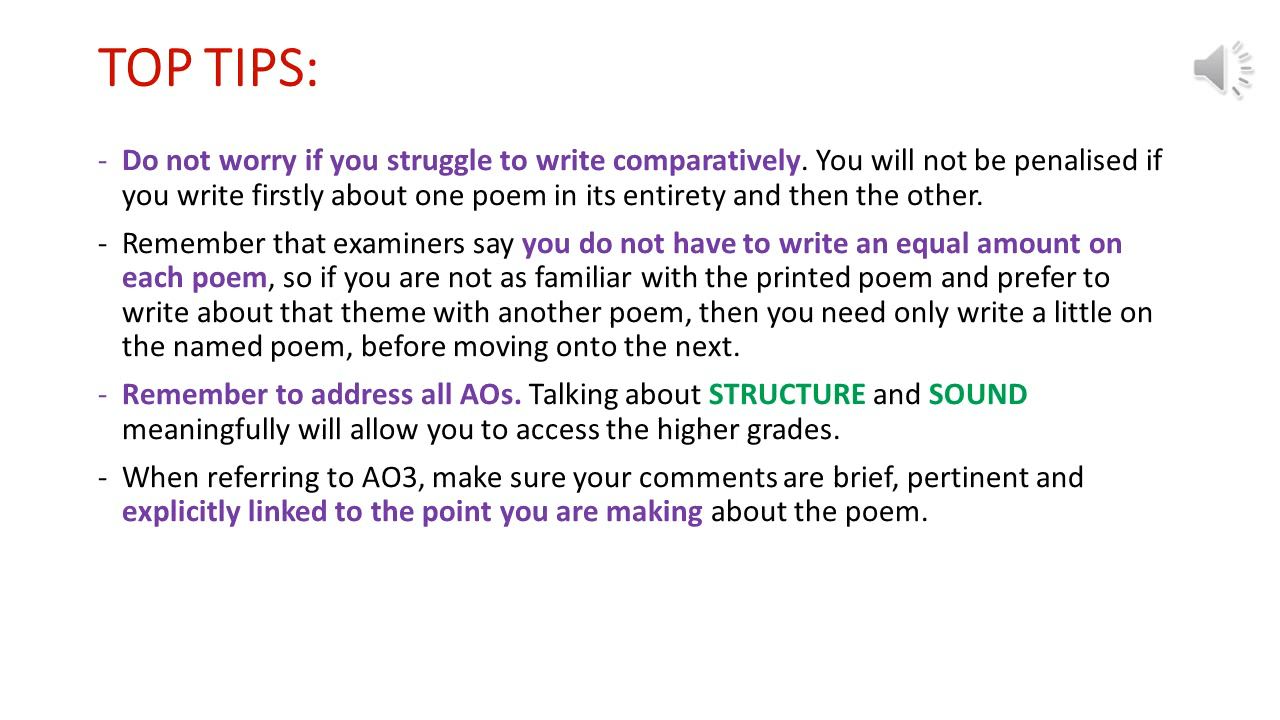 TOP TIPS:
- Do not worry if you struggle to write comparatively. You will not be penalised if
you write firstly about one poem in its entirety and then the other.
- Remember that examiners say you do not have to write an equal amount on
each poem, so if you are not as familiar with the printed poem and prefer to
write about that theme with another poem, then you need only write a little on
the named poem, before moving onto the next.
- Remember to address all AOs. Talking about STRUCTURE and SOUND
meaningfully will allow you to access the higher grades.
- When referring to AO3, make sure your comments are brief, pertinent and
explicitly linked to the point you are making about the poem.